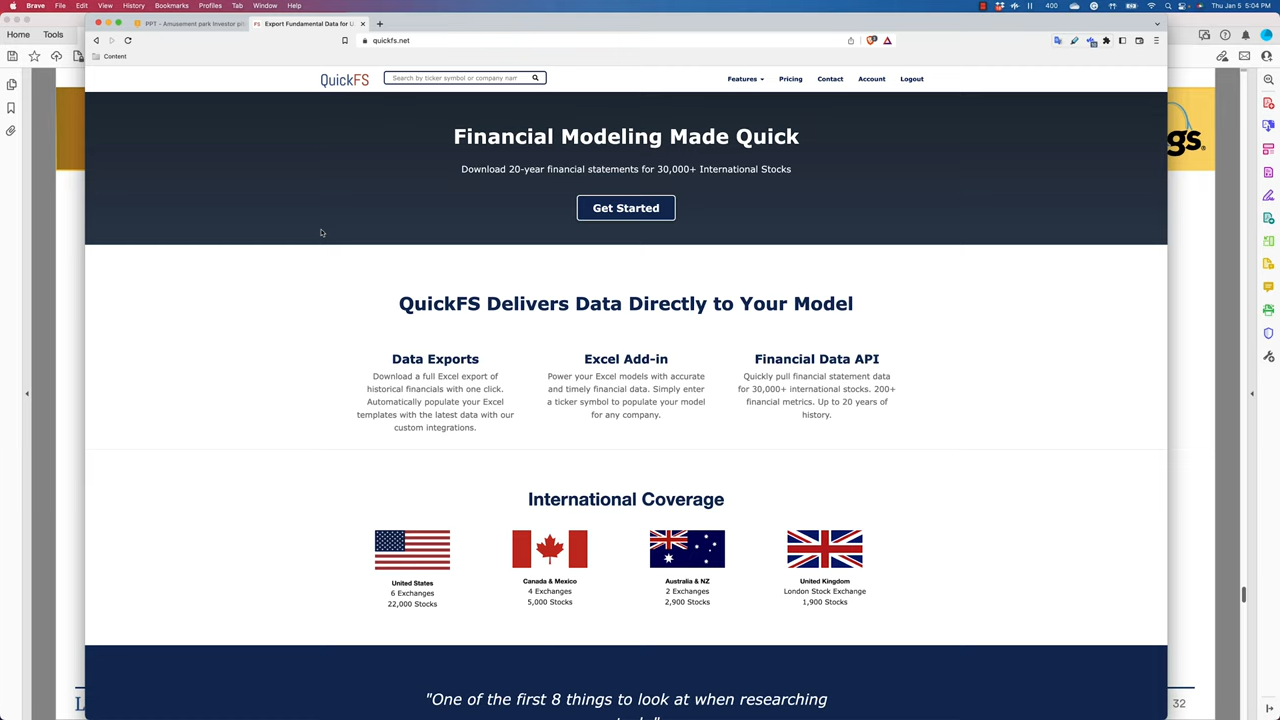 Brave File Edit View History Bookmarks Profiles Tab Window Help
400
Thu Jan 5 5:04 PM
Home Tools
PPT – Amusement park Investor pi
FS Export Fundamental Data for U
quickfs.net
Content
QuickFS
Search by ticker symbol or company nam
Features Pricing Contact Account Logout
Financial Modeling Made Quick
Download 20-year financial statements for 30,000+ International Stocks
Get Started
gs.
QuickFS Delivers Data Directly to Your Model
Data Exports
Download a full Excel export of
historical financials with one click.
Automatically populate your Excel
templates with the latest data with our
custom integrations.
Excel Add-in
Power your Excel models with accurate
and timely financial data. Simply enter
a ticker symbol to populate your model
for any company.
Financial Data API
Quickly pull financial statement data
for 30,000+ international stocks. 200+
financial metrics. Up to 20 years of
history.
International Coverage
United States
6 Exchanges
22,000 Stocks
Canada & Mexico
4 Exchanges
5,000 Stocks
Australia & NZ
2 Exchanges
2,900 Stocks
United Kingdom
London Stock Exchange
1,900 Stocks
"One of the first 8 things to look at when researching
L
32